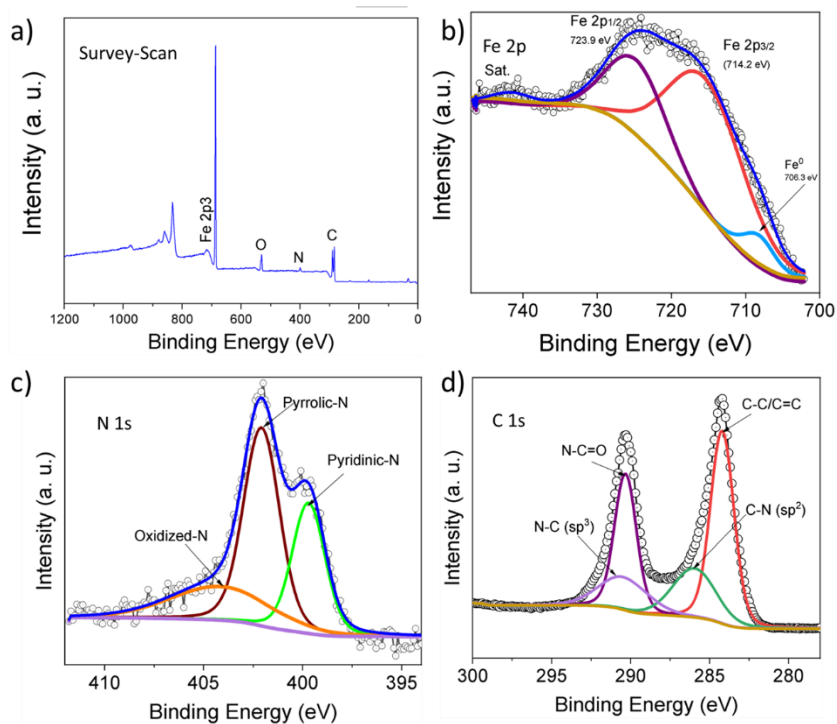 a)
Survey-Scan
Fe 2p3
O
N
C
Intensity (a. u.)
1200 1000 800 600 400 200 0
Binding Energy (eV)
b)
Fe 2p
Sat.
Fe 2p1/2
723.9 eV
Fe 2p3/2
(714.2 eV)
Fe⁰
706.3 eV
Intensity (a. u.)
740 730 720 710 700
Binding Energy (eV)
c)
N 1s
Pyrrolic-N
Pyridinic-N
Oxidized-N
Intensity (a. u.)
410 405 400 395
Binding Energy (eV)
d)
C 1s
C-C/C=C
N-C=O
N-C (sp³)
C-N (sp²)
Intensity (a. u.)
300 295 290 285 280
Binding Energy (eV)